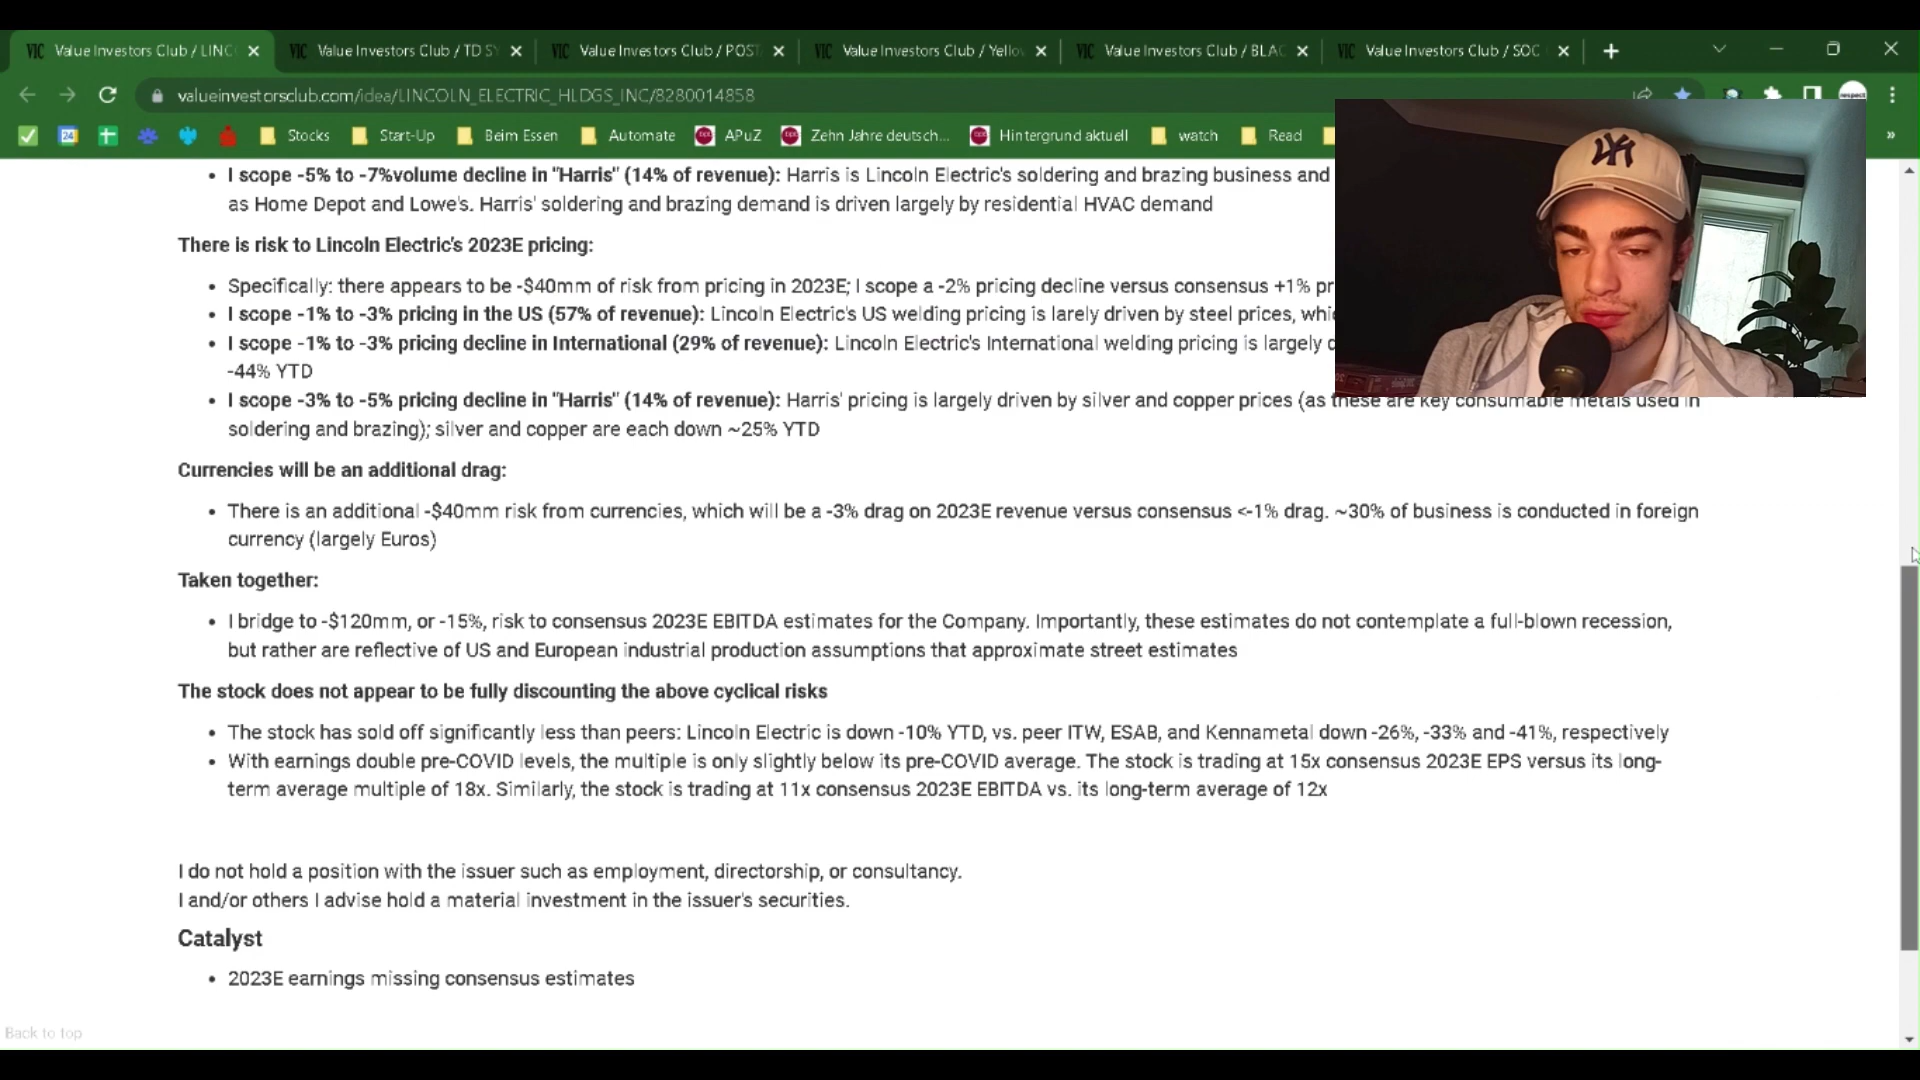 VIC Value Investors Club / LINC
VIC Value Investors Club / TD SY
VIC Value Investors Club / POST
VIC Value Investors Club / Yello
VIC Value Investors Club / BLAC
VIC Value Investors Club / SOC
valueinvestorsclub.com/idea/LINCOLN_ELECTRIC_HLDGS_INC/8280014858
respect
24 Stocks Start-Up Beim Essen Automate APuZ Zehn Jahre deutsch... Hintergrund aktuell watch Read »
• I scope -5% to -7%volume decline in "Harris" (14% of revenue): Harris is Lincoln Electric's soldering and brazing business and
as Home Depot and Lowe's. Harris' soldering and brazing demand is driven largely by residential HVAC demand
There is risk to Lincoln Electric's 2023E pricing:
• Specifically: there appears to be -$40mm of risk from pricing in 2023E; I scope a -2% pricing decline versus consensus +1% pr
• I scope -1% to -3% pricing in the US (57% of revenue): Lincoln Electric's US welding pricing is larely driven by steel prices, whi
• I scope -1% to -3% pricing decline in International (29% of revenue): Lincoln Electric's International welding pricing is largely
-44% YTD
• I scope -3% to -5% pricing decline in "Harris" (14% of revenue): Harris' pricing is largely driven by silver and copper prices (as these are key consumable metals used in
soldering and brazing); silver and copper are each down ~25% YTD
Currencies will be an additional drag:
• There is an additional -$40mm risk from currencies, which will be a -3% drag on 2023E revenue versus consensus <-1% drag. ~30% of business is conducted in foreign
currency (largely Euros)
Taken together:
• I bridge to -$120mm, or -15%, risk to consensus 2023E EBITDA estimates for the Company. Importantly, these estimates do not contemplate a full-blown recession,
but rather are reflective of US and European industrial production assumptions that approximate street estimates
The stock does not appear to be fully discounting the above cyclical risks
• The stock has sold off significantly less than peers: Lincoln Electric is down -10% YTD, vs. peer ITW, ESAB, and Kennametal down -26%, -33% and -41%, respectively
• With earnings double pre-COVID levels, the multiple is only slightly below its pre-COVID average. The stock is trading at 15x consensus 2023E EPS versus its long-
term average multiple of 18x. Similarly, the stock is trading at 11x consensus 2023E EBITDA vs. its long-term average of 12x
I do not hold a position with the issuer such as employment, directorship, or consultancy.
I and/or others I advise hold a material investment in the issuer's securities.
Catalyst
• 2023E earnings missing consensus estimates
Back to top